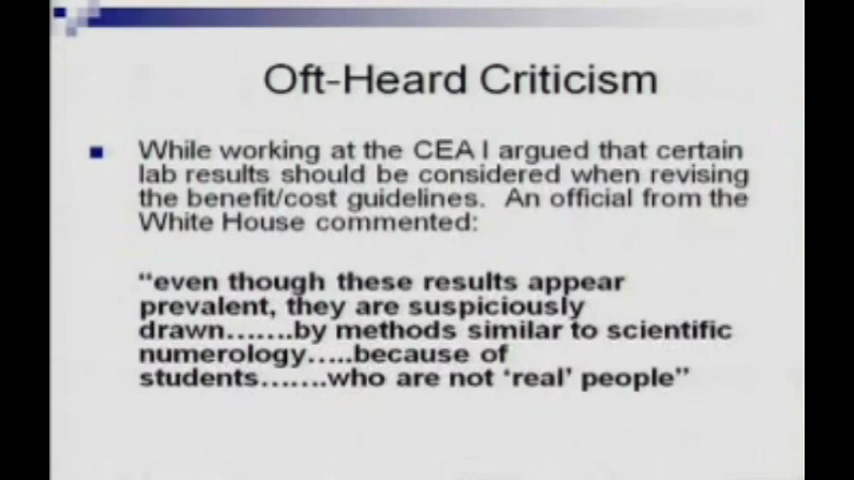 Oft-Heard Criticism
While working at the CEA I argued that certain
lab results should be considered when revising
the benefit/cost guidelines.  An official from the
White House commented:
“even though these results appear
prevalent, they are suspiciously
drawn…….by methods similar to scientific
numerology…..because of
students…….who are not ‘real’ people”